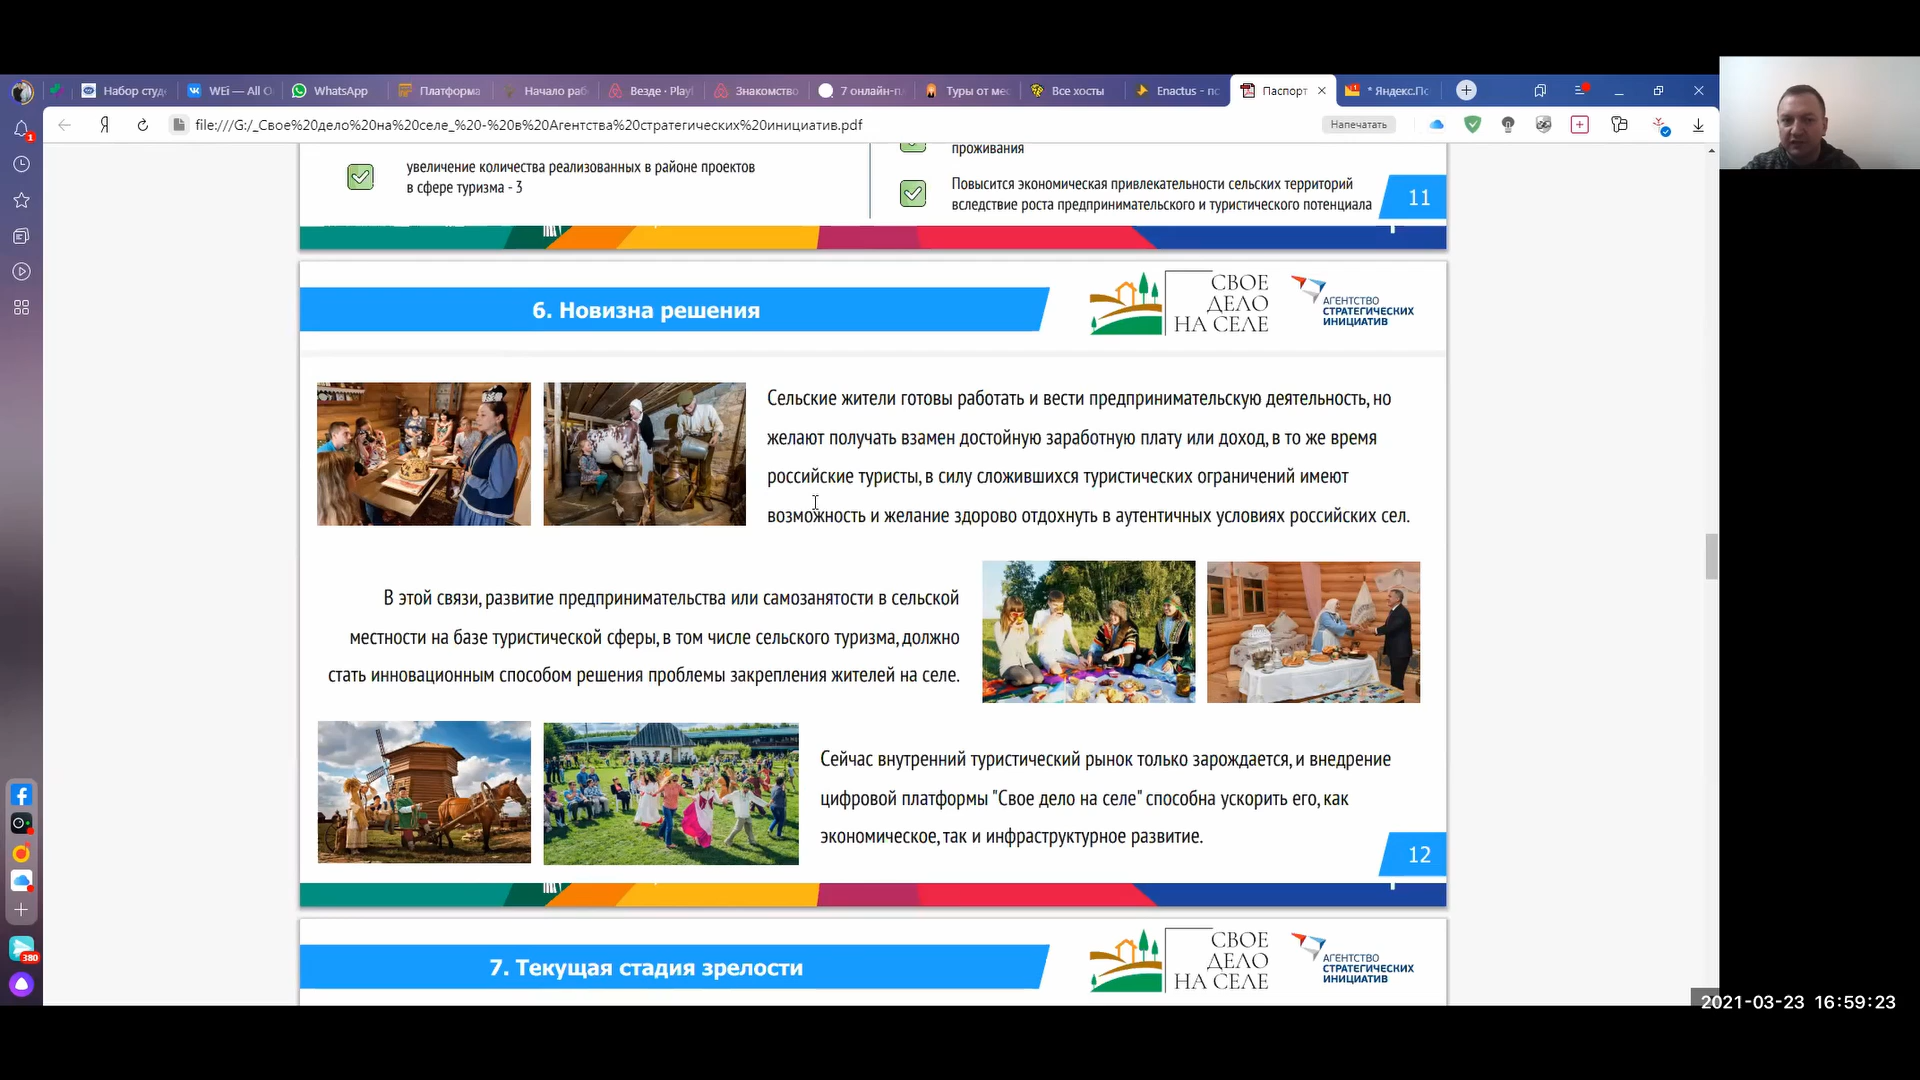 Набор студ
WEi — All O
WhatsApp
Платформа
Начало раб
Везде · Playl
Знакомство
7 онлайн-п
Туры от мес
Все хосты
Enactus - пс
Паспорт
* Яндекс.По
file:///G:/_Свое%20дело%20на%20селе_%20-%20в%20Агентства%20стратегических%20инициатив.pdf
Напечатать
увеличение количества реализованных в районе проектов
в сфере туризма - 3
проживания
Повысится экономическая привлекательности сельских территорий
вследствие роста предпринимательского и туристического потенциала
11
6. Новизна решения
СВОЕ
ДЕЛО
НА СЕЛЕ
АГЕНТСТВО
СТРАТЕГИЧЕСКИХ
ИНИЦИАТИВ
Сельские жители готовы работать и вести предпринимательскую деятельность, но
желают получать взамен достойную заработную плату или доход, в то же время
российские туристы, в силу сложившихся туристических ограничений имеют
возможность и желание здорово отдохнуть в аутентичных условиях российских сел.
В этой связи, развитие предпринимательства или самозанятости в сельской
местности на базе туристической сферы, в том числе сельского туризма, должно
стать инновационным способом решения проблемы закрепления жителей на селе.
Сейчас внутренний туристический рынок только зарождается, и внедрение
цифровой платформы "Свое дело на селе" способна ускорить его, как
экономическое, так и инфраструктурное развитие.
12
7. Текущая стадия зрелости
СВОЕ
ДЕЛО
НА СЕЛЕ
АГЕНТСТВО
СТРАТЕГИЧЕСКИХ
ИНИЦИАТИВ
380
2021-03-23 16:59:23